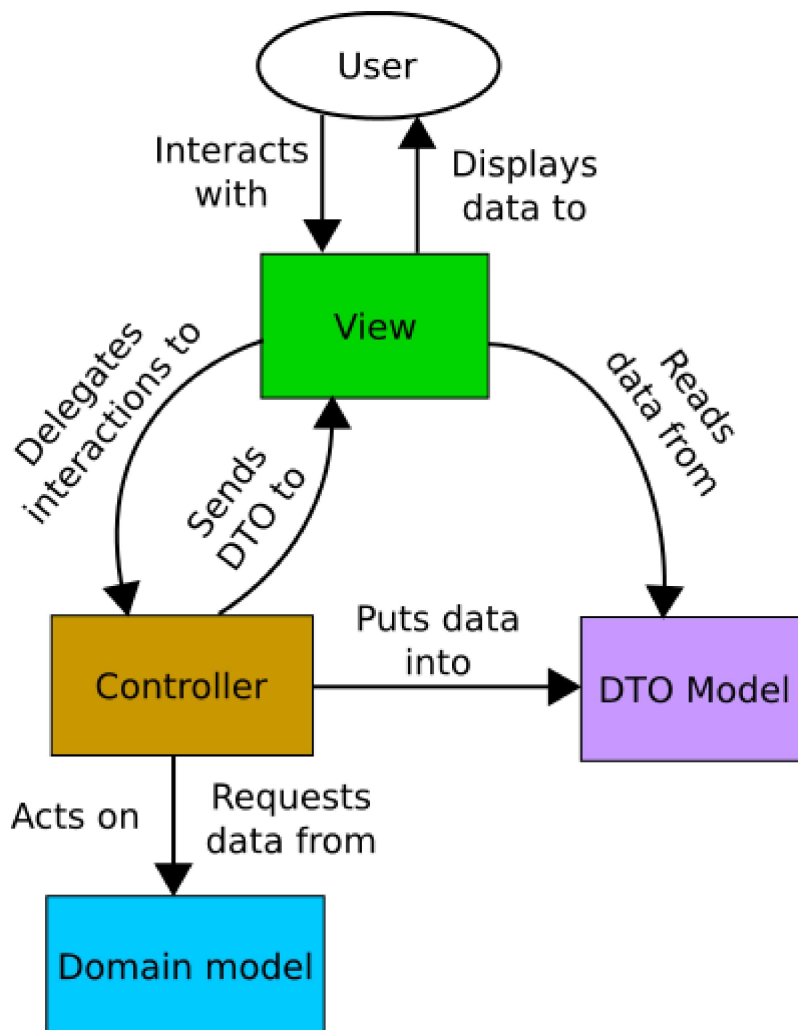 User
Interacts
with
Displays
data to
View
Delegates
interactions to
Sends
DTO to
Reads
data from
Controller
Puts data
into
DTO Model
Acts on
Requests
data from
Domain model